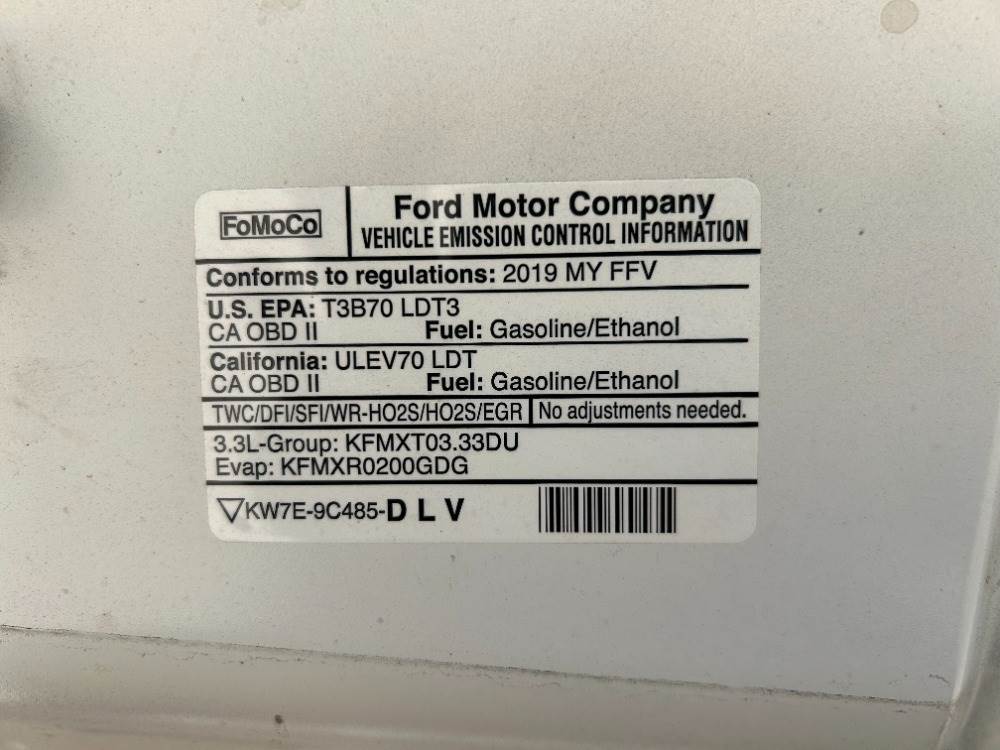 FoMoCo
Ford Motor Company
VEHICLE EMISSION CONTROL INFORMATION
Conforms to regulations: 2019 MY FFV
U.S. EPA: T3B70 LDT3
CA OBD II Fuel: Gasoline/Ethanol
California: ULEV70 LDT
CA OBD II Fuel: Gasoline/Ethanol
TWC/DFI/SFI/WR-HO2S/HO2S/EGR No adjustments needed.
3.3L-Group: KFMXT03.33DU
Evap: KFMXR0200GDG
KW7E-9C485-D L V